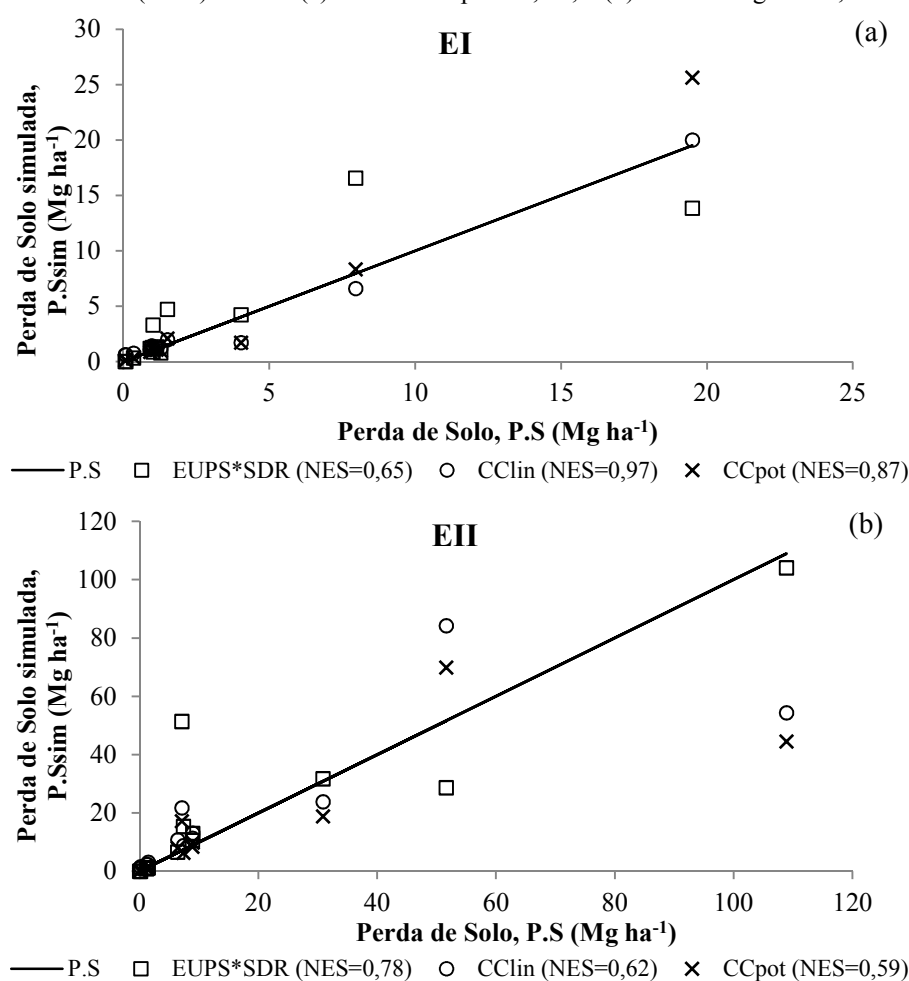 EI
(a)
30
25
20
15
10
5
0
Perda de Solo simulada,
P.Ssim (Mg ha-1)
0 5 10 15 20 25
Perda de Solo, P.S (Mg ha-1)
P.S EUPS*SDR (NES=0,65) CClin (NES=0,97) CCpot (NES=0,87)
EII
(b)
120
100
80
60
40
20
0
Perda de Solo simulada,
P.Ssim (Mg ha-1)
0 20 40 60 80 100 120
Perda de Solo, P.S (Mg ha-1)
P.S EUPS*SDR (NES=0,78) CClin (NES=0,62) CCpot (NES=0,59)